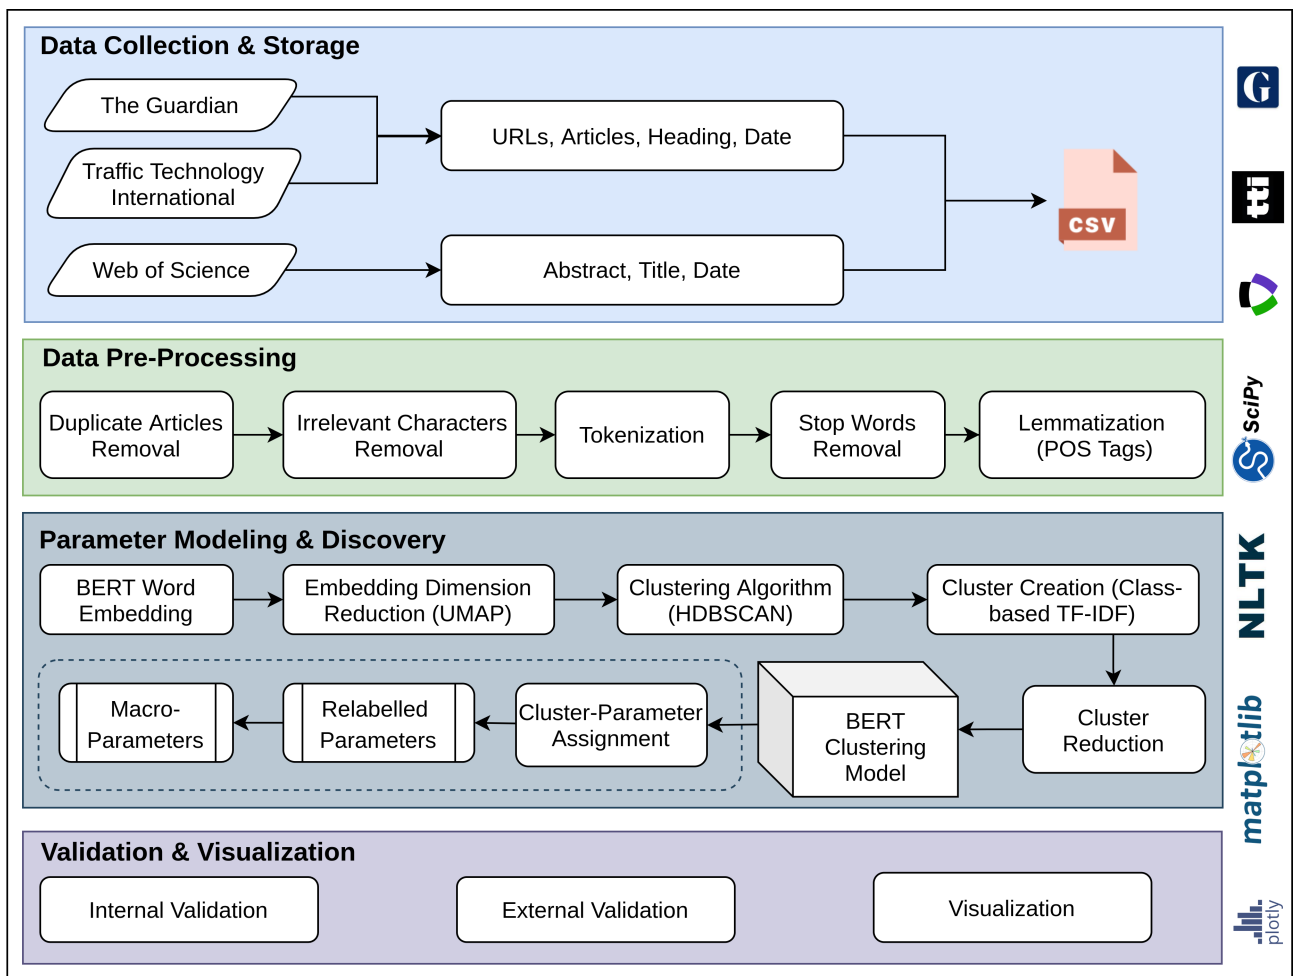 Data Collection & Storage
The Guardian
Traffic Technology
International
Web of Science
URLs, Articles, Heading, Date
Abstract, Title, Date
CSV
G
tti
Data Pre-Processing
Duplicate Articles
Removal
Irrelevant Characters
Removal
Tokenization
Stop Words
Removal
Lemmatization
(POS Tags)
SciPy
Parameter Modeling & Discovery
BERT Word
Embedding
Embedding Dimension
Reduction (UMAP)
Clustering Algorithm
(HDBSCAN)
Cluster Creation (Class-
based TF-IDF)
Macro-
Parameters
Relabelled
Parameters
Cluster-Parameter
Assignment
BERT
Clustering
Model
Cluster
Reduction
NLTK
matplotlib
Validation & Visualization
Internal Validation
External Validation
Visualization
plotly